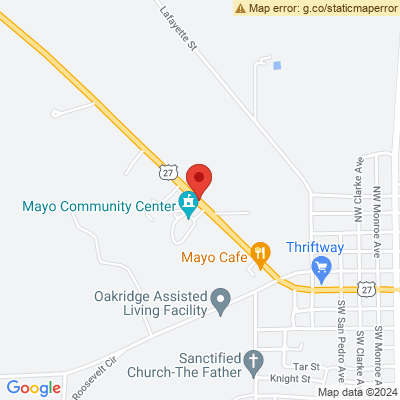 Map error: g.co/staticmaperror
Lafayette St
27
NW Clarke Ave
NW Monroe Ave
Mayo Community Center
Mayo Cafe
Thriftway
27
Oakridge Assisted
Living Facility
SW San Pedro Ave
SW Clarke A
SW Monroe Ave
Roosevelt Cir
Sanctified
Church-The Father
Tar St
Knight St
Google
Map data ©2024